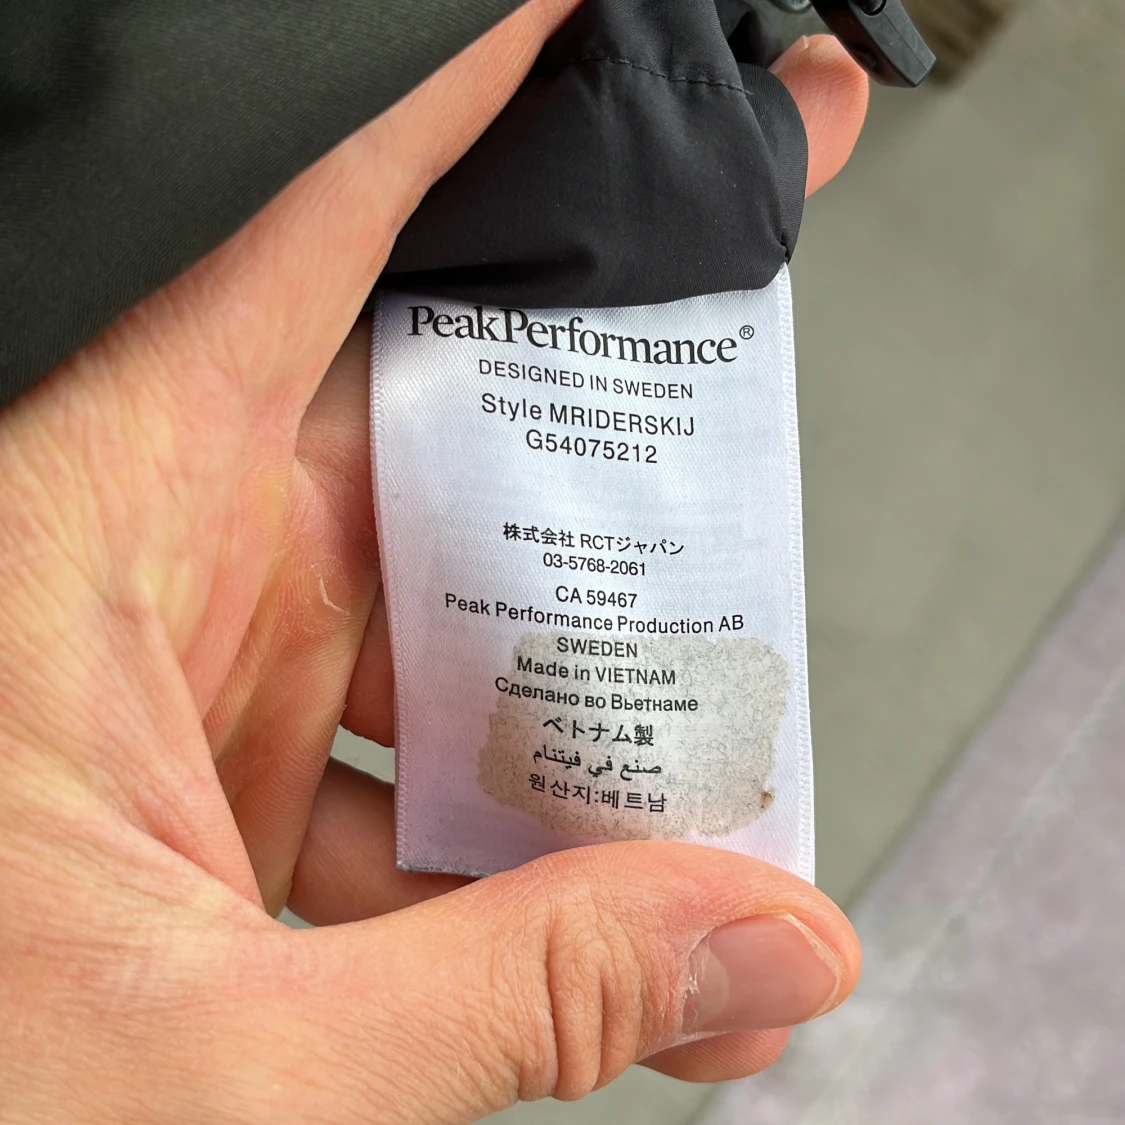 PeakPerformance®
DESIGNED IN SWEDEN
Style MRIDERSKIJ
G54075212
株式会社 RCTジャパン
03-5768-2061
CA 59467
Peak Performance Production AB
SWEDEN
Made in VIETNAM
Сделано во Вьетнаме
ベトナム製
صنع في فيتنام
원산지:베트남